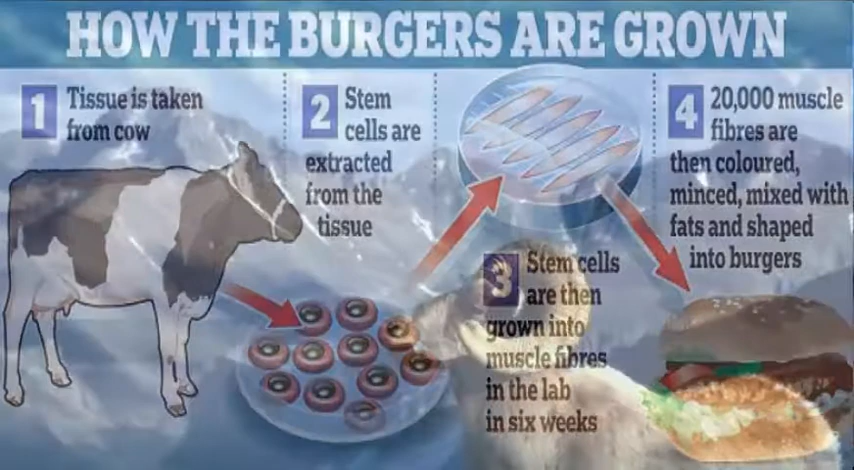 HOW THE BURGERS ARE GROWN
1 Tissue is taken
from cow
2 Stem
cells are
extracted
from the
tissue
3 Stem cells
are then
grown into
muscle fibres
in the lab
in six weeks
4 20,000 muscle
fibres are
then coloured,
minced, mixed with
fats and shaped
into burgers